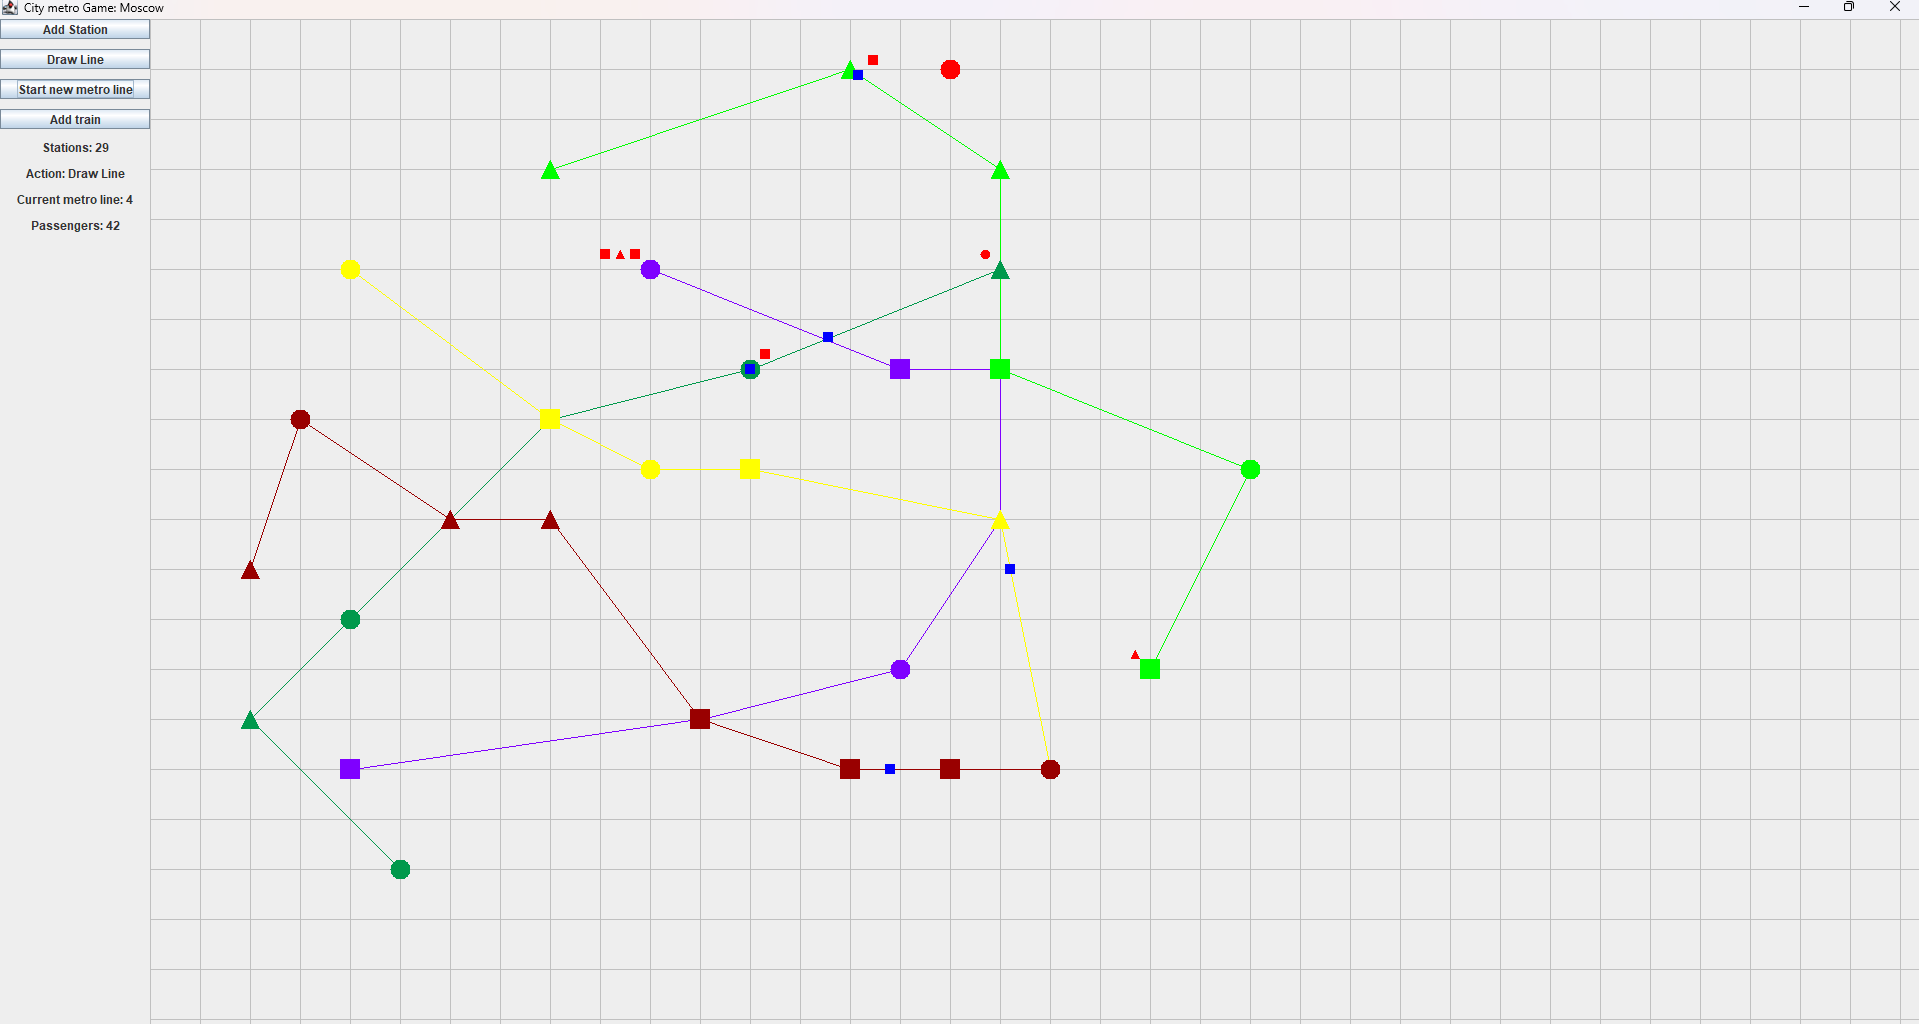 City metro Game: Moscow
Add Station
Draw Line
Start new metro line
Add train
Stations: 29
Action: Draw Line
Current metro line: 4
Passengers: 42